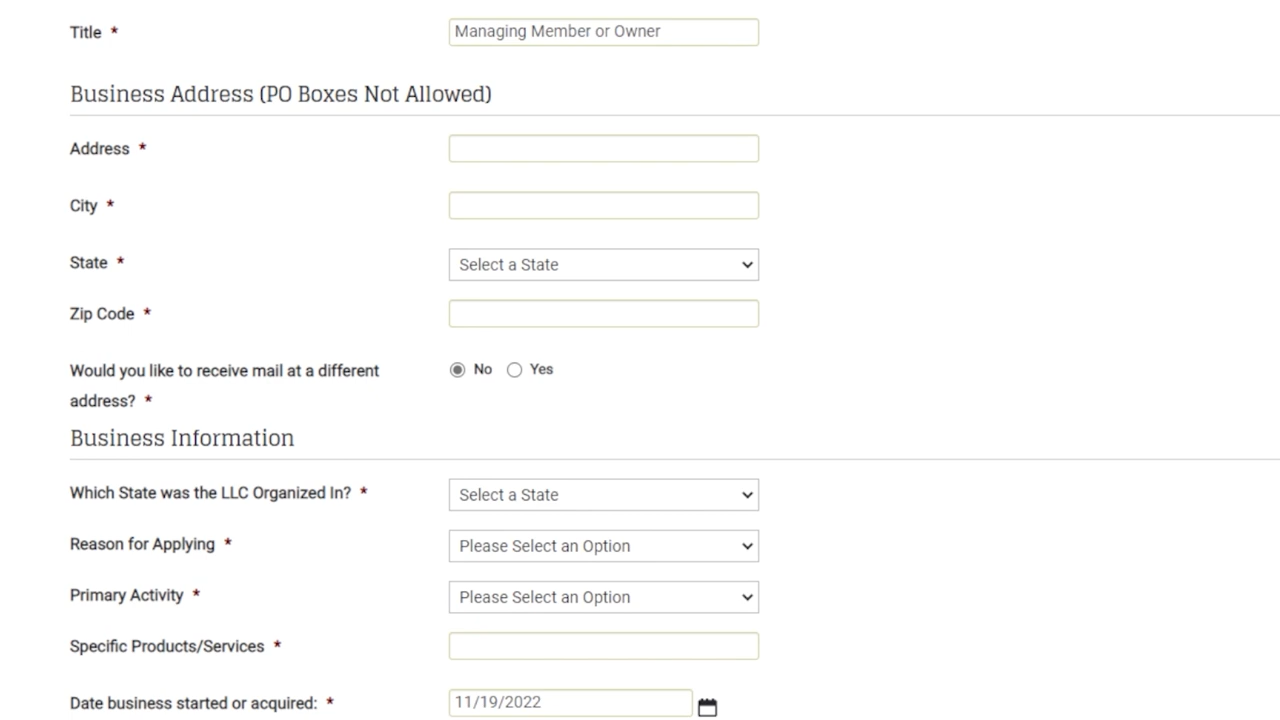 Title *
Managing Member or Owner
Business Address (PO Boxes Not Allowed)
Address *
City *
State *
Select a State
Zip Code *
Would you like to receive mail at a different
address? *
No
Yes
Business Information
Which State was the LLC Organized In? *
Select a State
Reason for Applying *
Please Select an Option
Primary Activity *
Please Select an Option
Specific Products/Services *
Date business started or acquired: *
11/19/2022